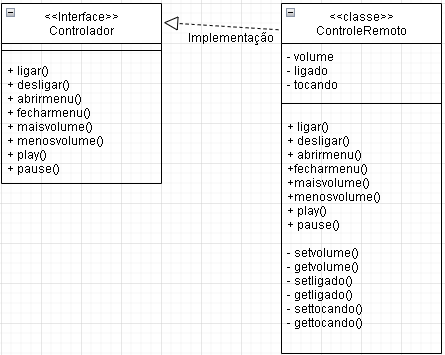 <<Interface>>
Controlador
+ ligar()
+ desligar()
+ abrirmenu()
+ fecharmenu()
+ maisvolume()
+ menosvolume()
+ play()
+ pause()
Implementação
<<classe>>
ControleRemoto
- volume
- ligado
- tocando
+ ligar()
+ desligar()
+ abrirmenu()
+fecharmenu()
+maisvolume()
+menosvolume()
+ play()
+ pause()
- setvolume()
- getvolume()
- setligado()
- getligado()
- settocando()
- gettocando()